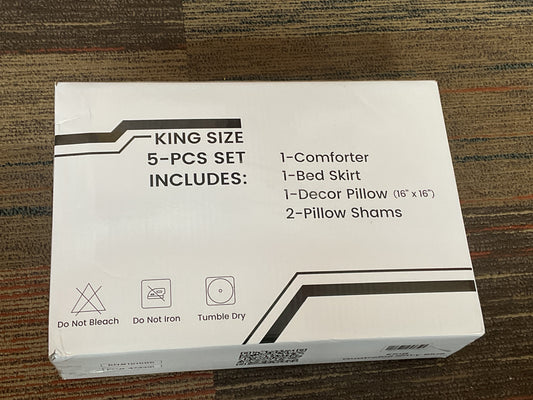 KING SIZE
5-PCS SET
INCLUDES:
1-Comforter
1-Bed Skirt
1-Decor Pillow (16" x 16")
2-Pillow Shams
Do Not Bleach
Do Not Iron
Tumble Dry